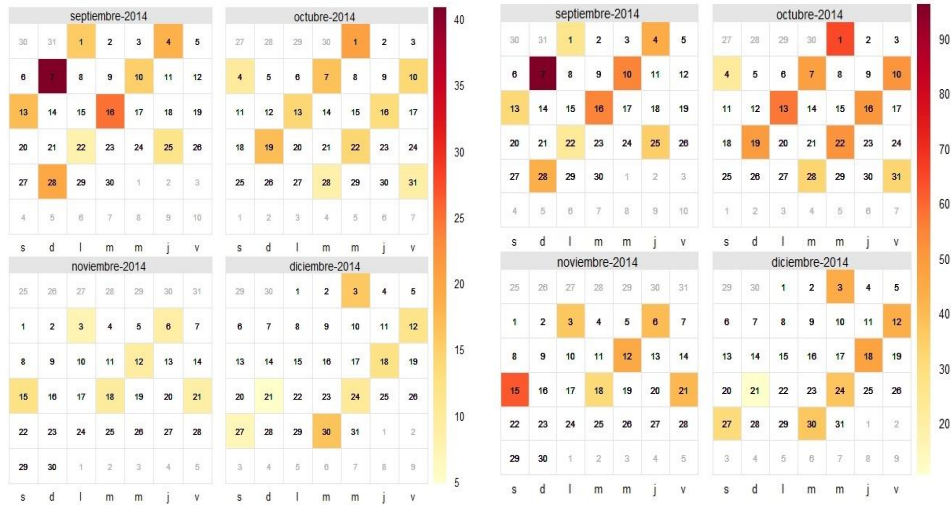 septiembre-2014
30 31 1 2 3 4 5
6 7 8 9 10 11 12
13 14 15 16 17 18 19
20 21 22 23 24 25 26
27 28 29 30 1 2 3
4 5 6 7 8 9 10
s d l m m j v
octubre-2014
27 28 29 30 1 2 3
4 5 6 7 8 9 10
11 12 13 14 15 16 17
18 19 20 21 22 23 24
25 26 27 28 29 30 31
1 2 3 4 5 6 7
s d l m m j v
noviembre-2014
25 26 27 28 29 30 31
1 2 3 4 5 6 7
8 9 10 11 12 13 14
15 16 17 18 19 20 21
22 23 24 25 26 27 28
29 30 1 2 3 4 5
s d l m m j v
diciembre-2014
29 30 1 2 3 4 5
6 7 8 9 10 11 12
13 14 15 16 17 18 19
20 21 22 23 24 25 26
27 28 29 30 31 1 2
3 4 5 6 7 8 9
s d l m m j v
40
35
30
25
20
15
10
5
septiembre-2014
30 31 1 2 3 4 5
6 7 8 9 10 11 12
13 14 15 16 17 18 19
20 21 22 23 24 25 26
27 28 29 30 1 2 3
4 5 6 7 8 9 10
s d l m m j v
octubre-2014
27 28 29 30 1 2 3
4 5 6 7 8 9 10
11 12 13 14 15 16 17
18 19 20 21 22 23 24
25 26 27 28 29 30 31
1 2 3 4 5 6 7
s d l m m j v
noviembre-2014
25 26 27 28 29 30 31
1 2 3 4 5 6 7
8 9 10 11 12 13 14
15 16 17 18 19 20 21
22 23 24 25 26 27 28
29 30 1 2 3 4 5
s d l m m j v
diciembre-2014
29 30 1 2 3 4 5
6 7 8 9 10 11 12
13 14 15 16 17 18 19
20 21 22 23 24 25 26
27 28 29 30 31 1 2
3 4 5 6 7 8 9
s d l m m j v
90
80
70
60
50
40
30
20